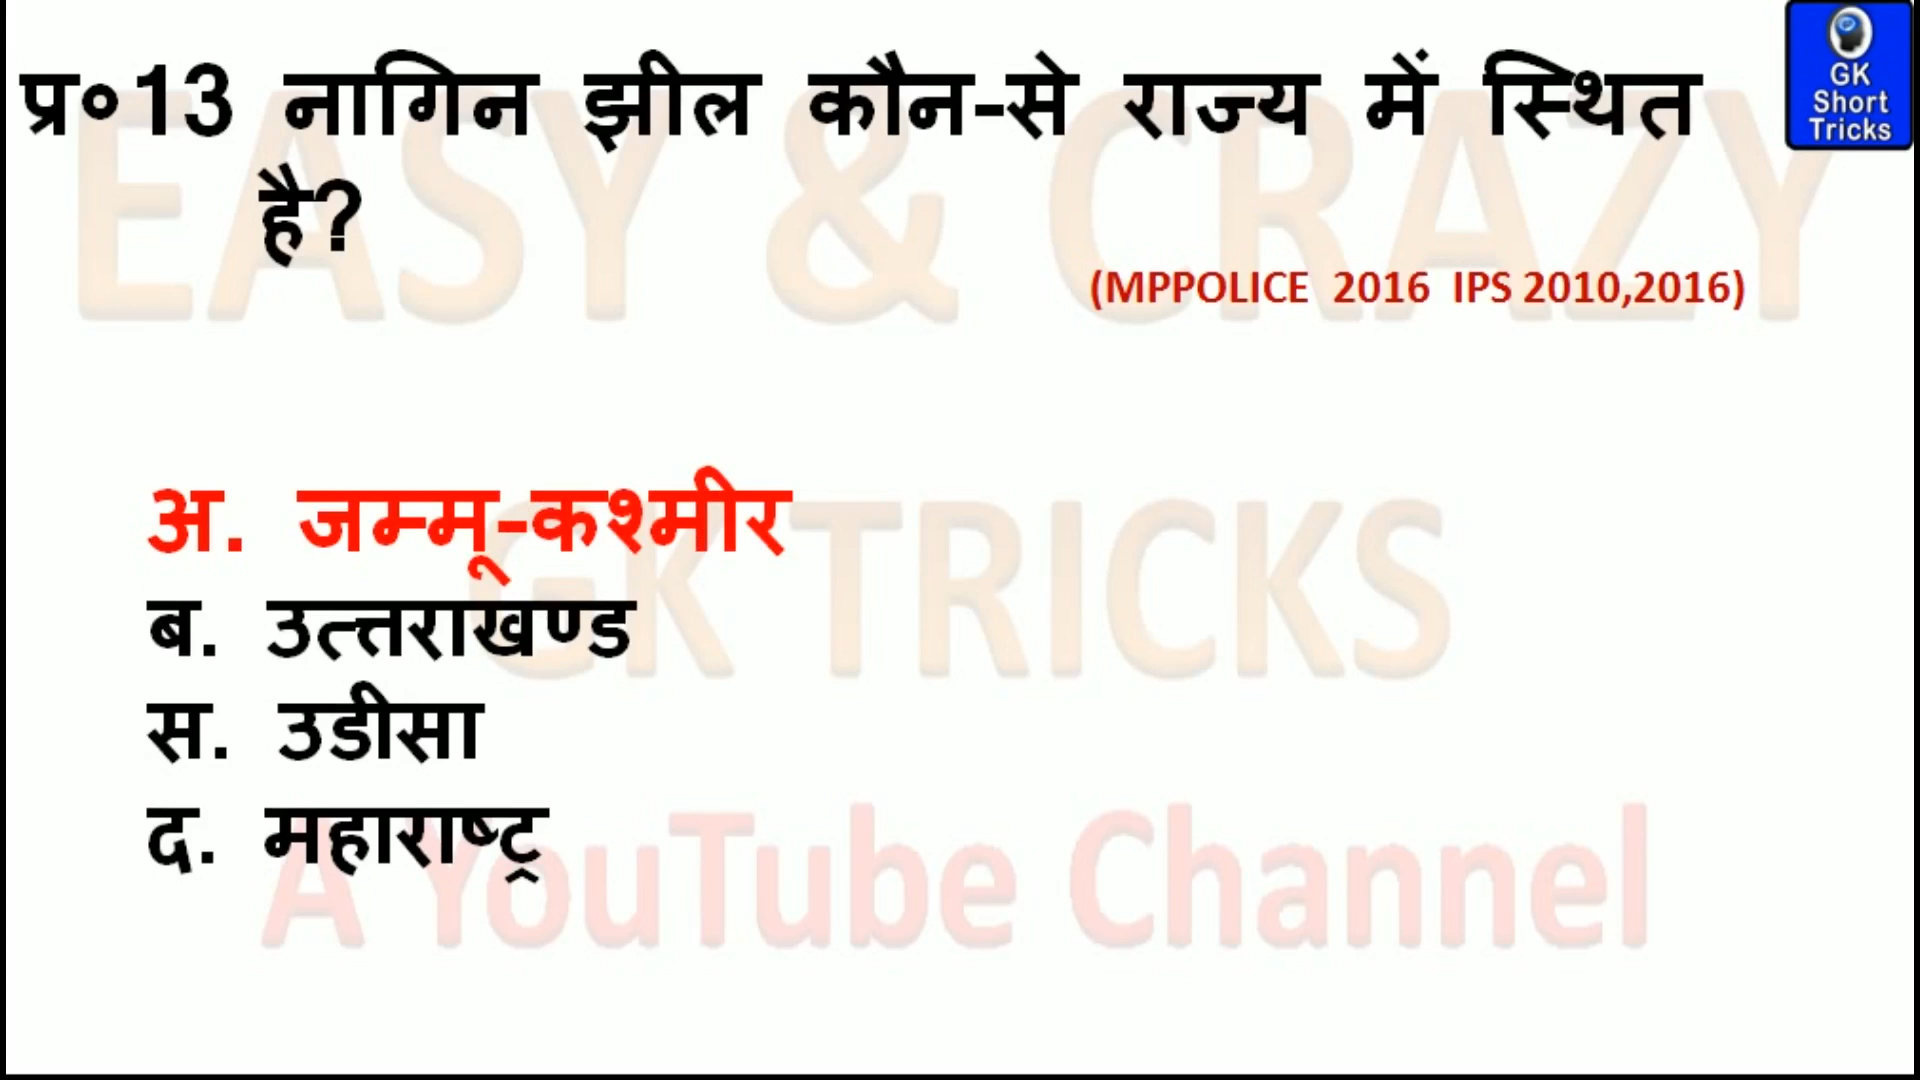 प्र०13 नागिन झील कौन-से राज्य में स्थित
है?
(MPPOLICE 2016 IPS 2010,2016)
अ. जम्मू-कश्मीर
ब. उत्तराखण्ड
स. उडीसा
द. महाराष्ट्र
GK
Short
Tricks
EASY & CRAZY
GK TRICKS
A YouTube Channel